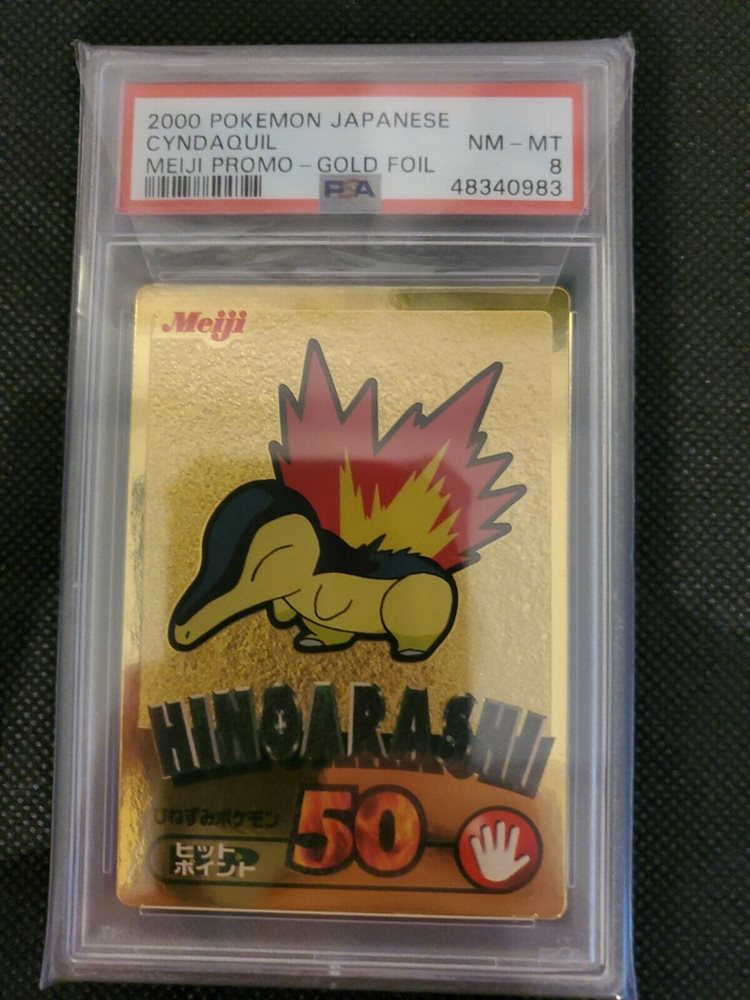 2000 POKEMON JAPANESE
CYNDAQUIL NM - MT
MEIJI PROMO - GOLD FOIL 8
PSA 48340983
Meiji
HINOARASHI
ひねずみポケモン
50
ヒット
ポイント